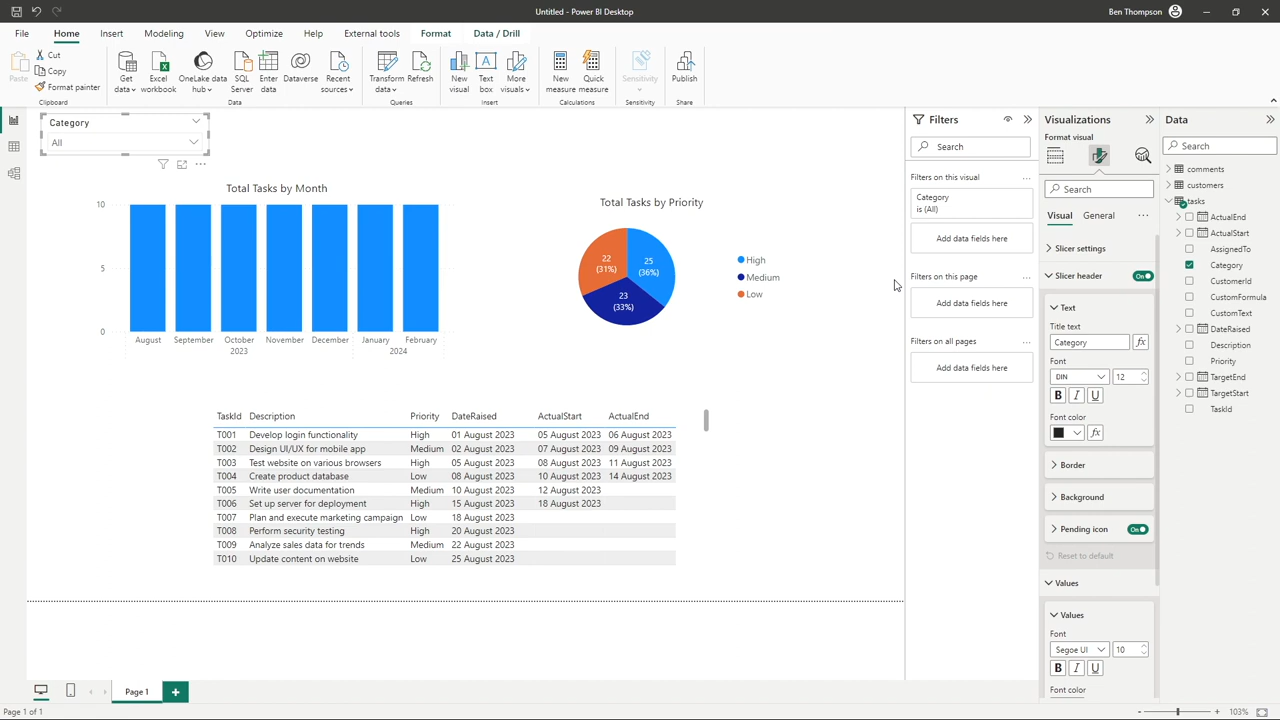 Untitled - Power BI Desktop
Ben Thompson
File
Home
Insert
Modeling
View
Optimize
Help
External tools
Format
Data / Drill
Paste
Cut
Copy
Format painter
Get data
Excel workbook
OneLake data hub
SQL Server
Enter data
Dataverse
Recent sources
Transform data
Refresh
New visual
Text box
More visuals
New measure
Quick measure
Sensitivity
Publish
Clipboard
Data
Queries
Insert
Calculations
Sensitivity
Share
Category
All
Total Tasks by Month
10
5
0
August
September
October
November
December
January
February
2023
2024
Total Tasks by Priority
22
(31%)
25
(36%)
23
(33%)
High
Medium
Low
TaskId Description Priority DateRaised ActualStart ActualEnd
T001 Develop login functionality High 01 August 2023 05 August 2023 06 August 2023
T002 Design UI/UX for mobile app Medium 02 August 2023 07 August 2023 09 August 2023
T003 Test website on various browsers High 05 August 2023 08 August 2023 11 August 2023
T004 Create product database Low 08 August 2023 10 August 2023 14 August 2023
T005 Write user documentation Medium 10 August 2023 12 August 2023
T006 Set up server for deployment High 15 August 2023 18 August 2023
T007 Plan and execute marketing campaign Low 18 August 2023
T008 Perform security testing High 20 August 2023
T009 Analyze sales data for trends Medium 22 August 2023
T010 Update content on website Low 25 August 2023
Filters
Search
Filters on this visual
...
Category
is (All)
Add data fields here
Filters on this page
...
Add data fields here
Filters on all pages
...
Add data fields here
Visualizations
Format visual
Search
Visual
General
...
Slicer settings
Slicer header
On
Text
Title text
Category
fx
Font
DIN
12
B I U
Font color
fx
Border
Background
Pending icon
On
Reset to default
Values
Values
Font
Segoe UI
10
B I U
Font color
Data
Search
comments
customers
tasks
ActualEnd
ActualStart
AssignedTo
Category
CustomerId
CustomFormula
CustomText
DateRaised
Description
Priority
TargetEnd
TargetStart
TaskId
Page 1
+
Page 1 of 1
- + 103%